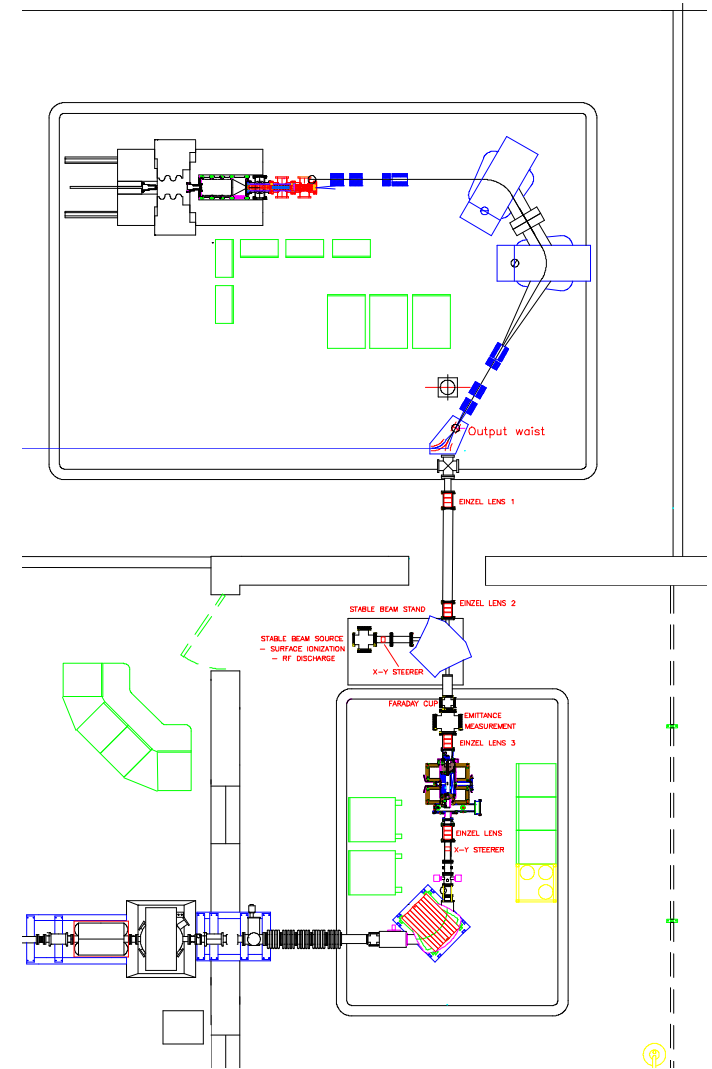 Output waist
EINZEL LENS 1
EINZEL LENS 2
STABLE BEAM STAND
STABLE BEAM SOURCE
- SURFACE IONIZATION
- RF DISCHARGE
X-Y STEERER
FARADAY CUP
EMITTANCE
MEASUREMENT
EINZEL LENS 3
EINZEL LENS
X-Y STEERER